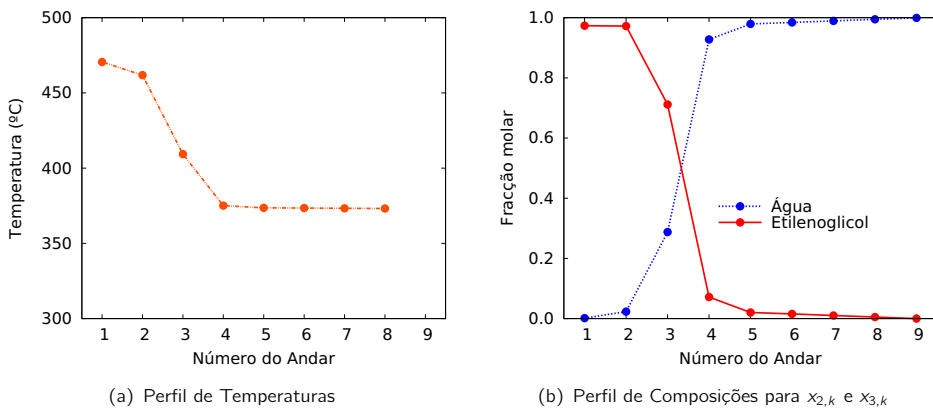 500
450
400
350
300
Temperatura (ºC)
1 2 3 4 5 6 7 8 9
Número do Andar
(a) Perfil de Temperaturas
1.0
0.8
0.6
0.4
0.2
0.0
Fracção molar
Água
Etilenoglicol
1 2 3 4 5 6 7 8 9
Número do Andar
(b) Perfil de Composições para x2,k e x3,k